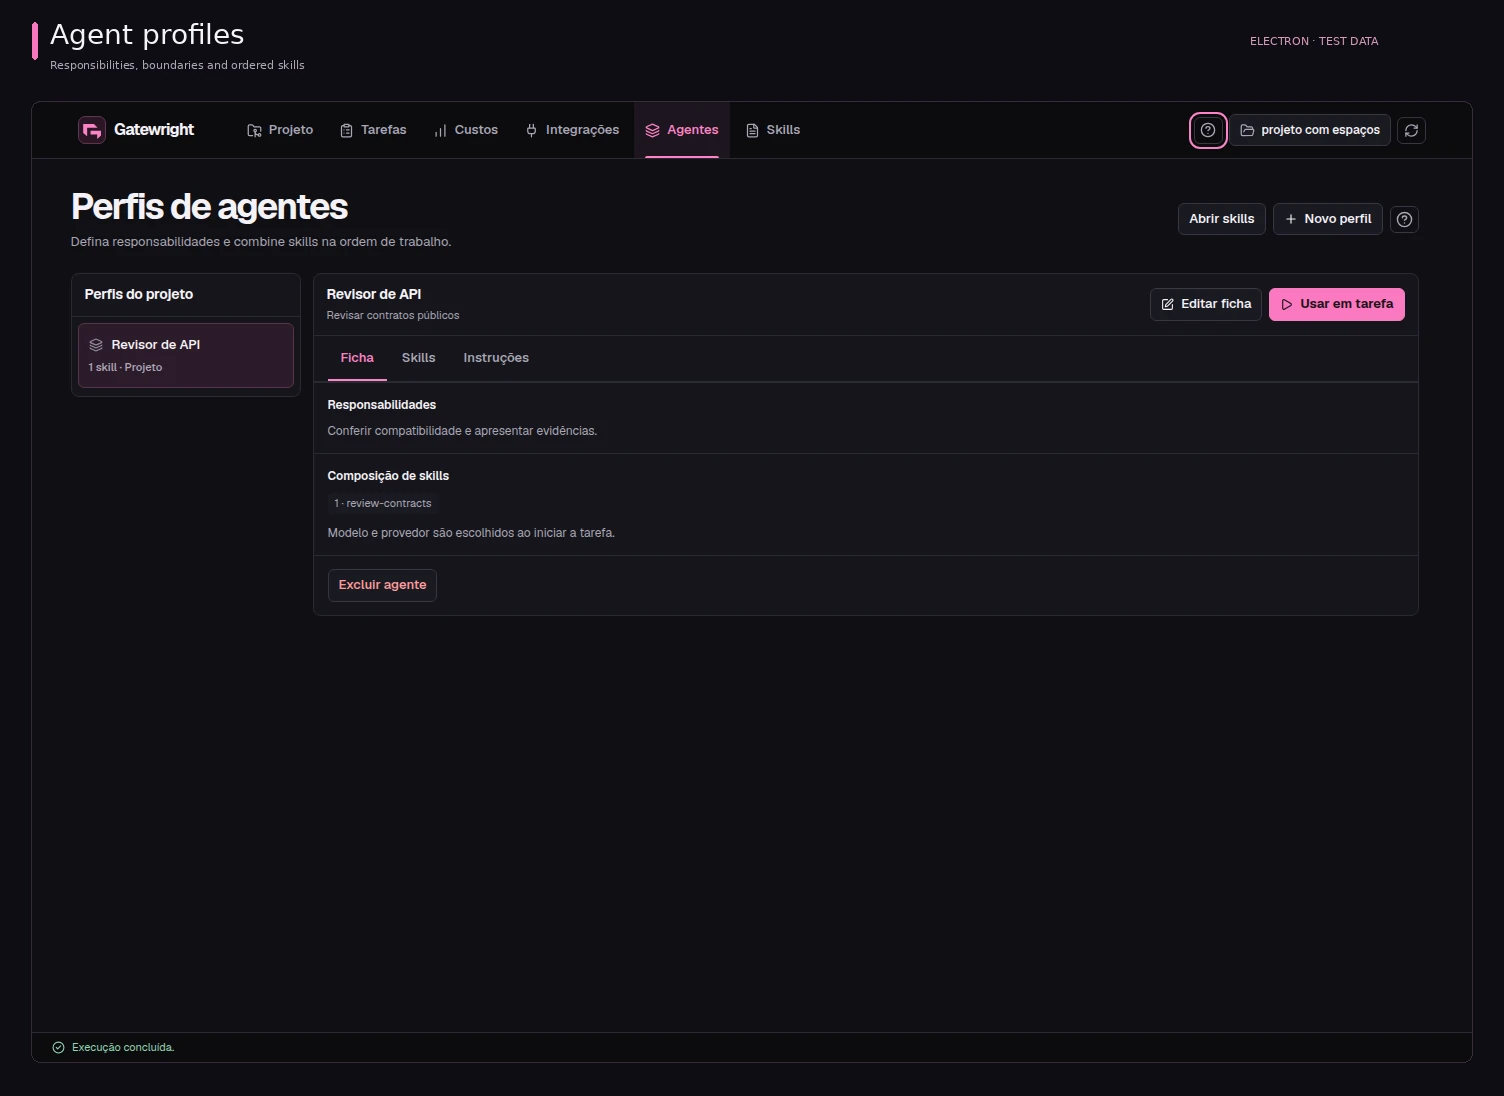 Agent profiles
Responsibilities, boundaries and ordered skills
ELECTRON · TEST DATA
Gatewright
Projeto
Tarefas
Custos
Integrações
Agentes
Skills
projeto com espaços
Perfis de agentes
Defina responsabilidades e combine skills na ordem de trabalho.
Abrir skills
Novo perfil
Perfis do projeto
Revisor de API
1 skill · Projeto
Revisor de API
Revisar contratos públicos
Editar ficha
Usar em tarefa
Ficha
Skills
Instruções
Responsabilidades
Conferir compatibilidade e apresentar evidências.
Composição de skills
1 · review-contracts
Modelo e provedor são escolhidos ao iniciar a tarefa.
Excluir agente
Execução concluída.